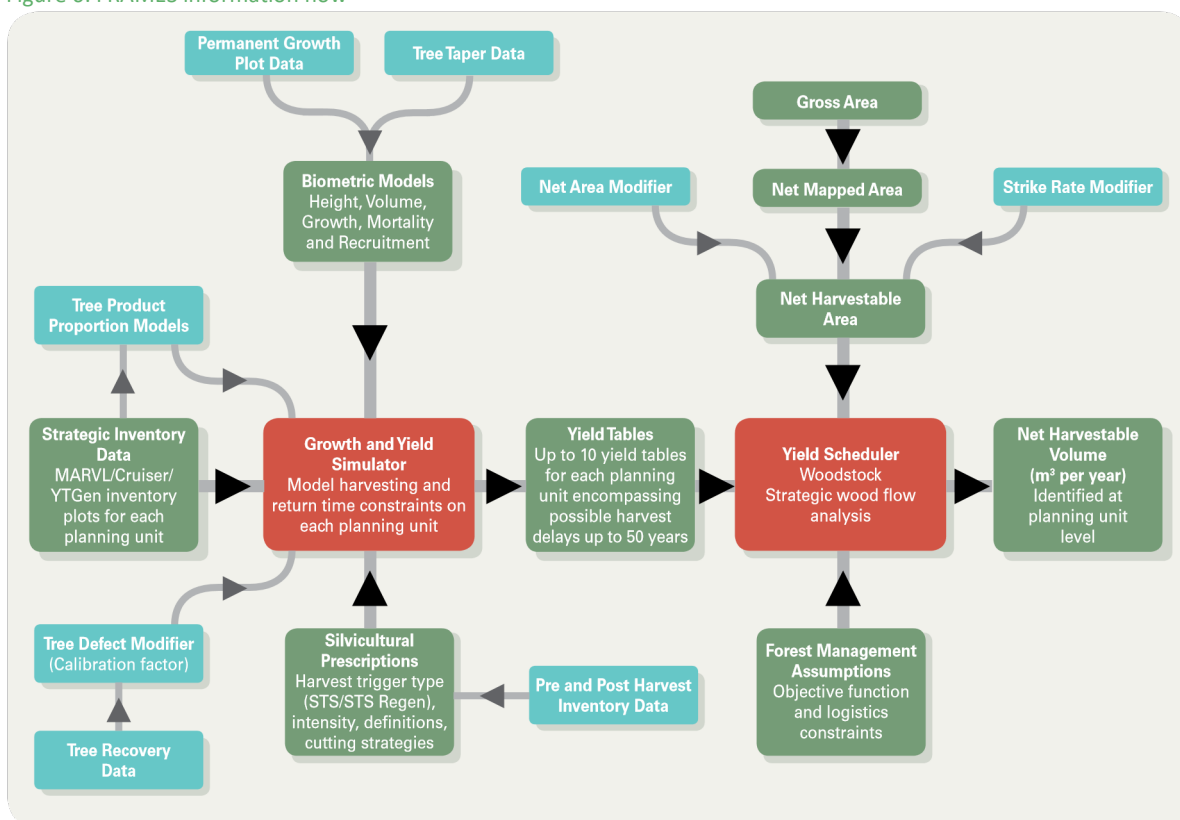 Figure 6. FRAMES information flow
Permanent Growth
Plot Data
Tree Taper Data
Gross Area
Biometric Models
Height, Volume,
Growth, Mortality
and Recruitment
Net Area Modifier
Net Mapped Area
Strike Rate Modifier
Net Harvestable
Area
Tree Product
Proportion Models
Strategic Inventory
Data
MARVL/Cruiser/
YTGen inventory
plots for each
planning unit
Growth and Yield
Simulator
Model harvesting and
return time constraints on
each planning unit
Yield Tables
Up to 10 yield tables
for each planning
unit encompassing
possible harvest
delays up to 50 years
Yield Scheduler
Woodstock
Strategic wood flow
analysis
Net Harvestable
Volume
(m³ per year)
Identified at
planning unit
level
Tree Defect Modifier
(Calibration factor)
Tree Recovery
Data
Silvicultural
Prescriptions
Harvest trigger type
(STS/STS Regen),
intensity, definitions,
cutting strategies
Pre and Post Harvest
Inventory Data
Forest Management
Assumptions
Objective function
and logistics
constraints